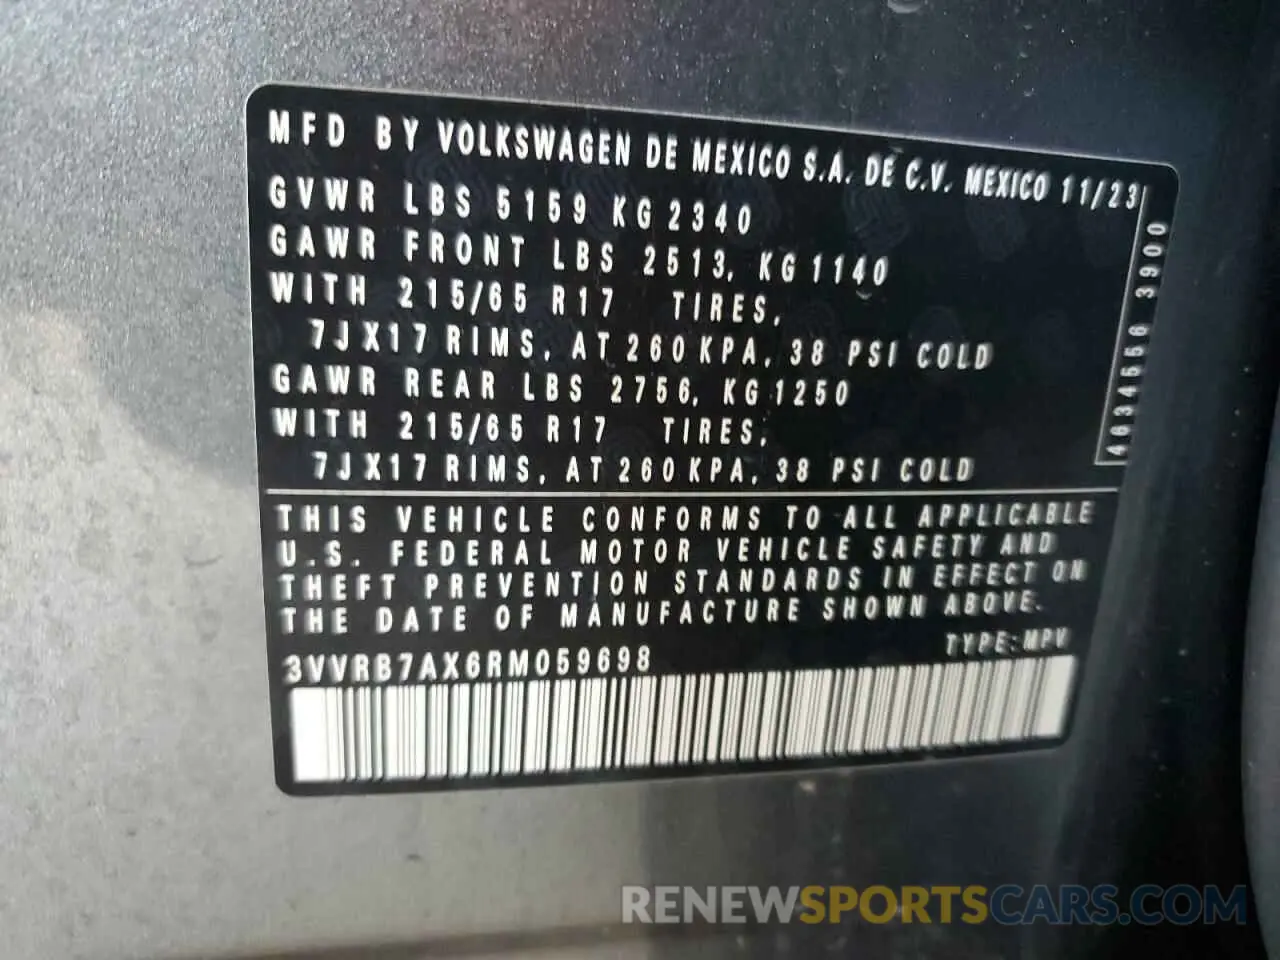 MFD BY VOLKSWAGEN DE MEXICO S.A. DE C.V. MEXICO 11/23
GVWR LBS 5159 KG 2340
GAWR FRONT LBS 2513, KG 1140
WITH 215/65 R17 TIRES,
7JX17 RIMS, AT 260 KPA, 38 PSI COLD
GAWR REAR LBS 2756, KG 1250
WITH 215/65 R17 TIRES,
7JX17 RIMS, AT 260 KPA, 38 PSI COLD
4634556 3900
THIS VEHICLE CONFORMS TO ALL APPLICABLE
U.S. FEDERAL MOTOR VEHICLE SAFETY AND
THEFT PREVENTION STANDARDS IN EFFECT ON
THE DATE OF MANUFACTURE SHOWN ABOVE.
3VVRB7AX6RM059698 TYPE: MPV
RENEWSPORTSCARS.COM